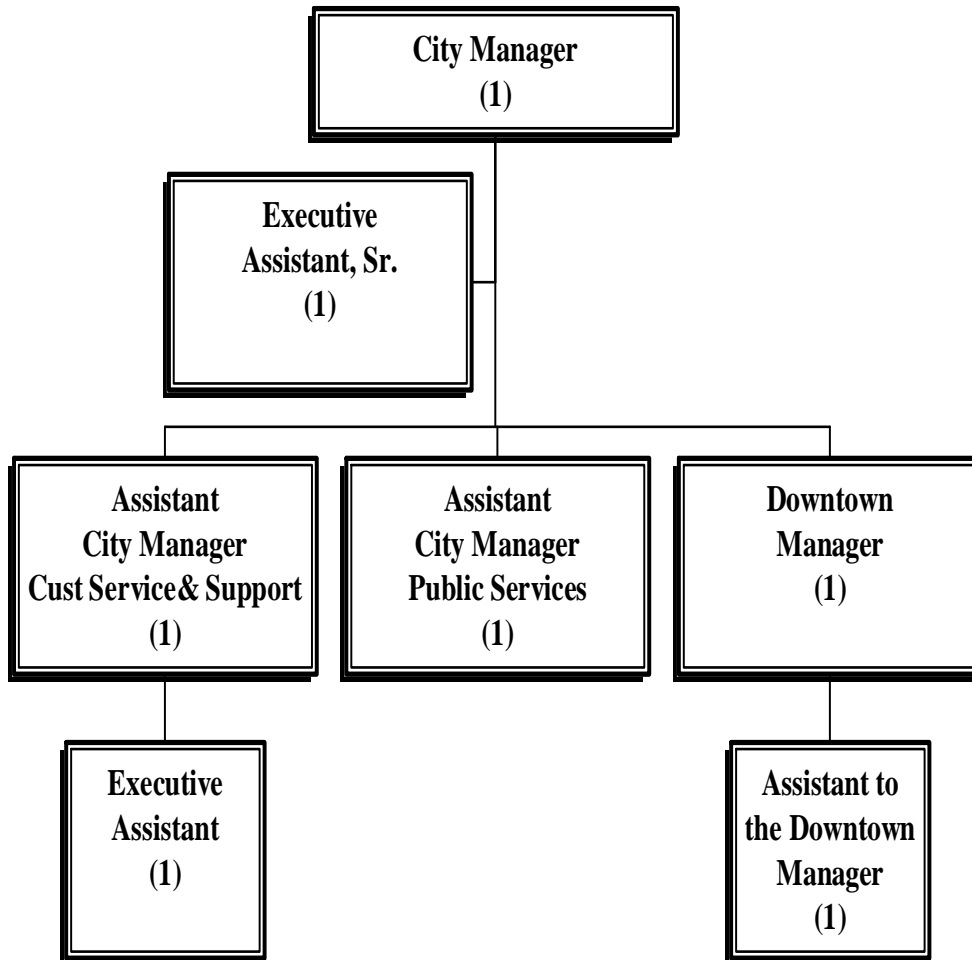 City Manager
(1)
Executive
Assistant, Sr.
(1)
Assistant
City Manager
Cust Service & Support
(1)
Assistant
City Manager
Public Services
(1)
Downtown
Manager
(1)
Executive
Assistant
(1)
Assistant to
the Downtown
Manager
(1)